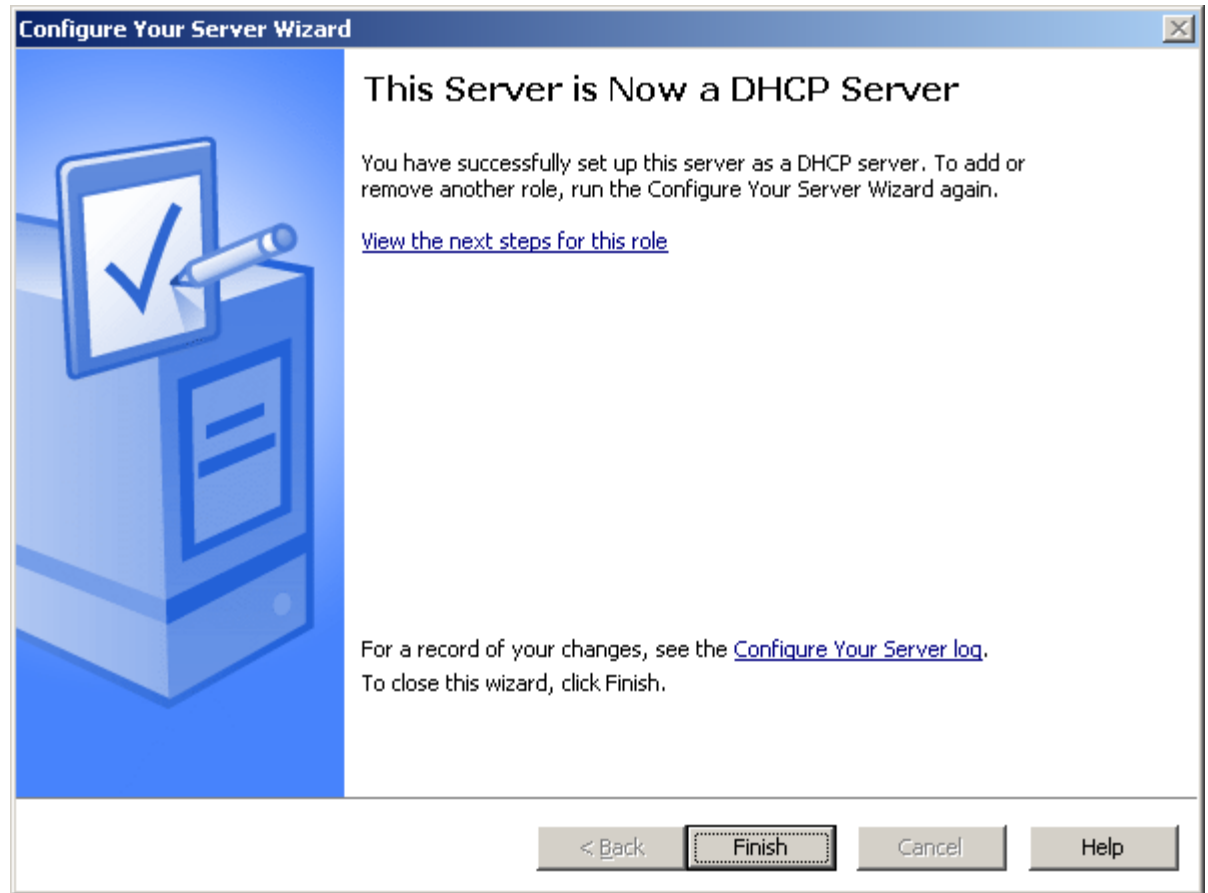 Configure Your Server Wizard
This Server is Now a DHCP Server
You have successfully set up this server as a DHCP server. To add or
remove another role, run the Configure Your Server Wizard again.
View the next steps for this role
For a record of your changes, see the Configure Your Server log.
To close this wizard, click Finish.
< Back Finish Cancel Help